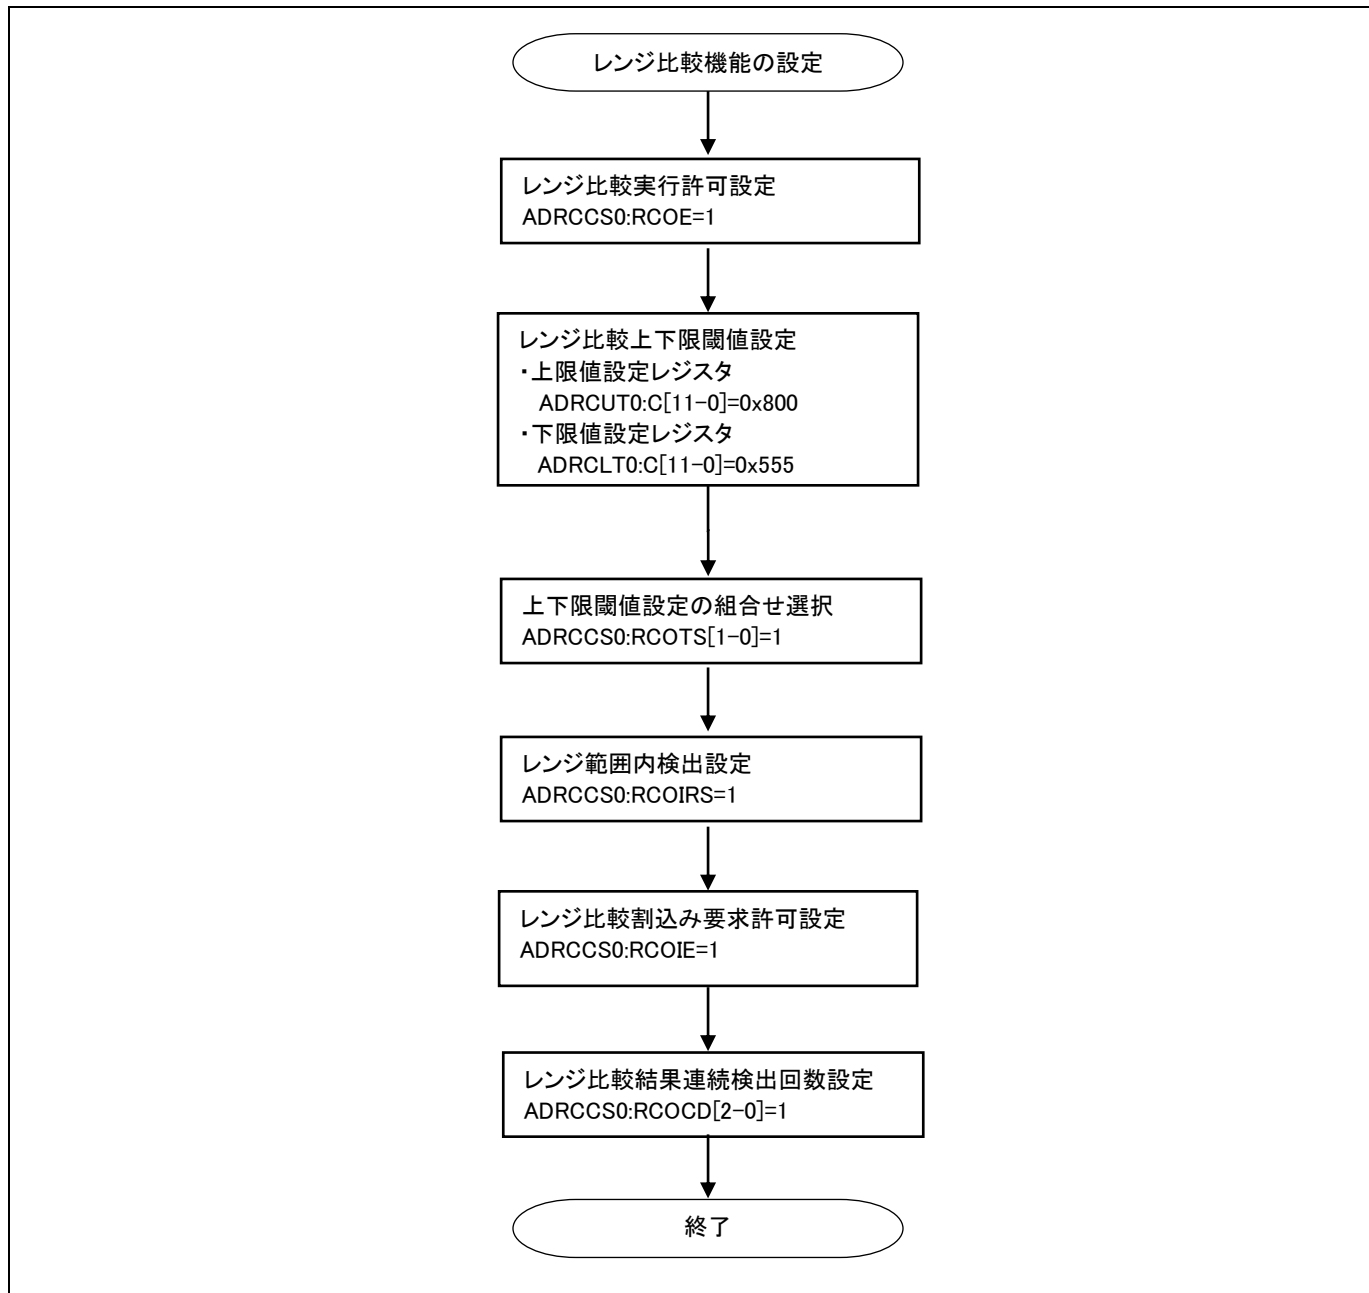 レンジ比較機能の設定
レンジ比較実行許可設定
ADRCCS0:RCOE=1
レンジ比較上下限閾値設定
・上限値設定レジスタ
ADRCUT0:C[11-0]=0x800
・下限値設定レジスタ
ADRCLT0:C[11-0]=0x555
上下限閾値設定の組合せ選択
ADRCCS0:RCOTS[1-0]=1
レンジ範囲内検出設定
ADRCCS0:RCOIRS=1
レンジ比較割込み要求許可設定
ADRCCS0:RCOIE=1
レンジ比較結果連続検出回数設定
ADRCCS0:RCOCD[2-0]=1
終了